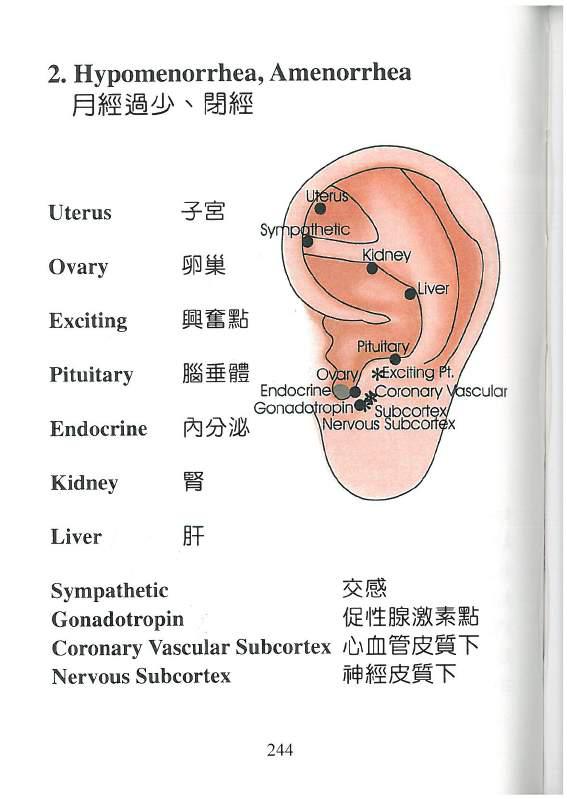 2. Hypomenorrhea, Amenorrhea
月經過少、閉經
Uterus 子宮
Ovary 卵巢
Exciting 興奮點
Pituitary 腦垂體
Endocrine 內分泌
Kidney 腎
Liver 肝
Uterus
Sympathetic
Kidney
Liver
Pituitary
Ovary
Exciting Pt.
Endocrine
Coronary Vascular
Gonadotropin
Subcortex
Nervous Subcortex
Sympathetic 交感
Gonadotropin 促性腺激素點
Coronary Vascular Subcortex 心血管皮質下
Nervous Subcortex 神經皮質下
244